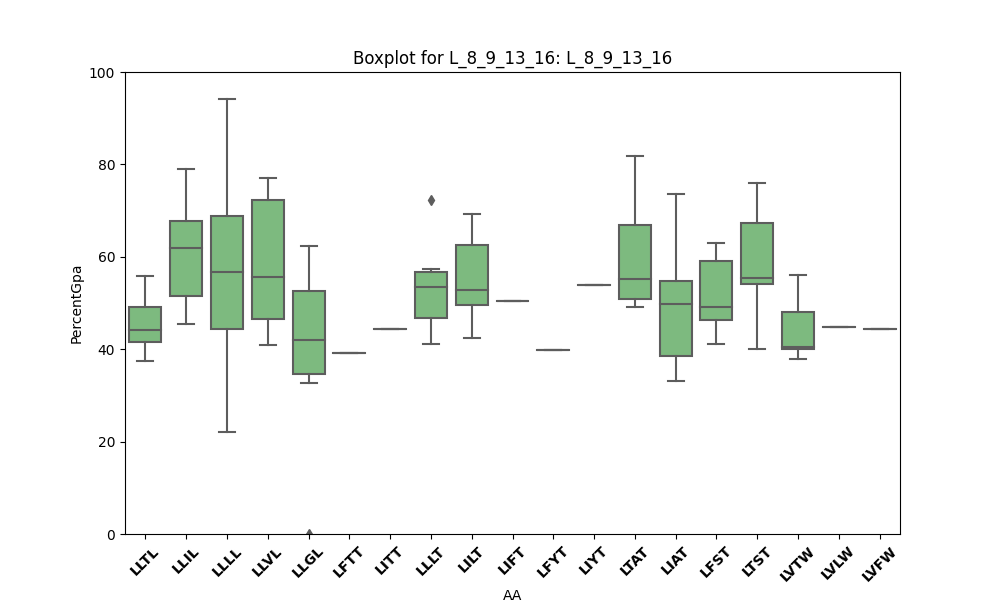 Boxplot for L_8_9_13_16: L_8_9_13_16
PercentGpa
100
80
60
40
20
0
LLTL
LLIL
LLLL
LLVL
LLGL
LFTT
LITT
LLLT
LILT
LIFT
LFYT
LIYT
LTAT
LIAT
LFST
LTST
LVTW
LVLW
LVFW
AA